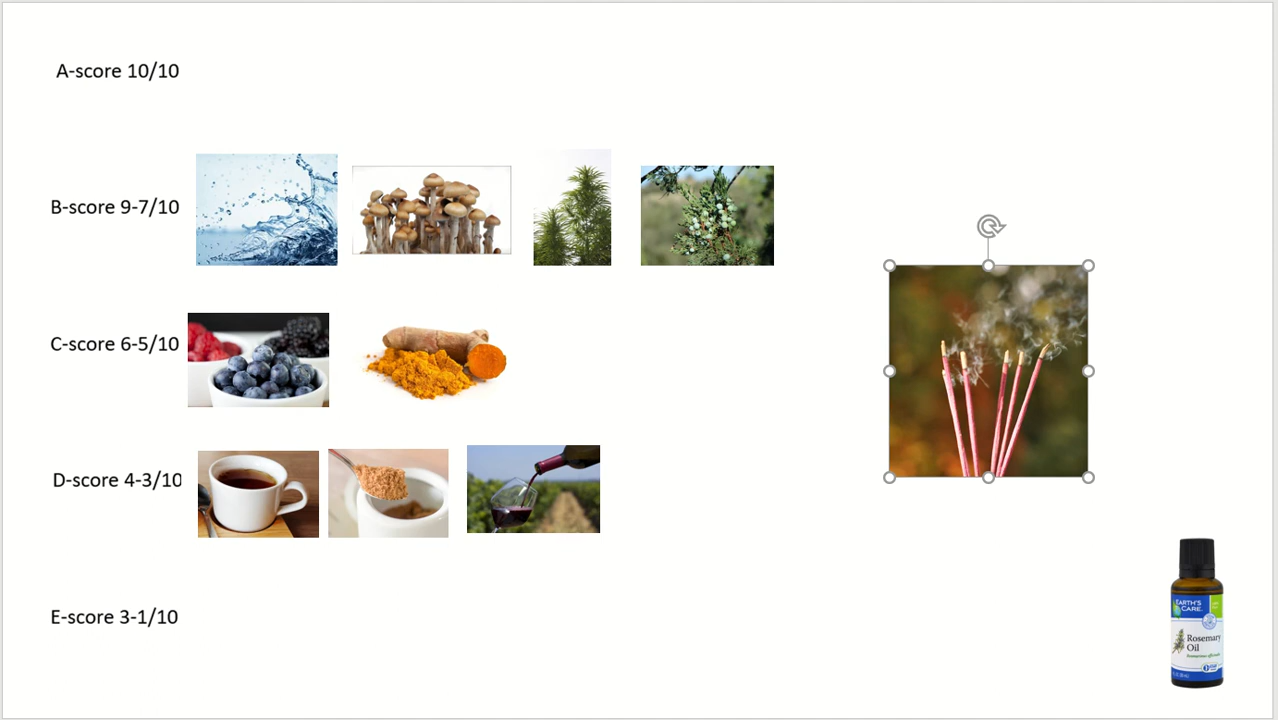 A-score 10/10
B-score 9-7/10
C-score 6-5/10
D-score 4-3/10
E-score 3-1/10
EARTH'S
CARE
Rosemary
Oil